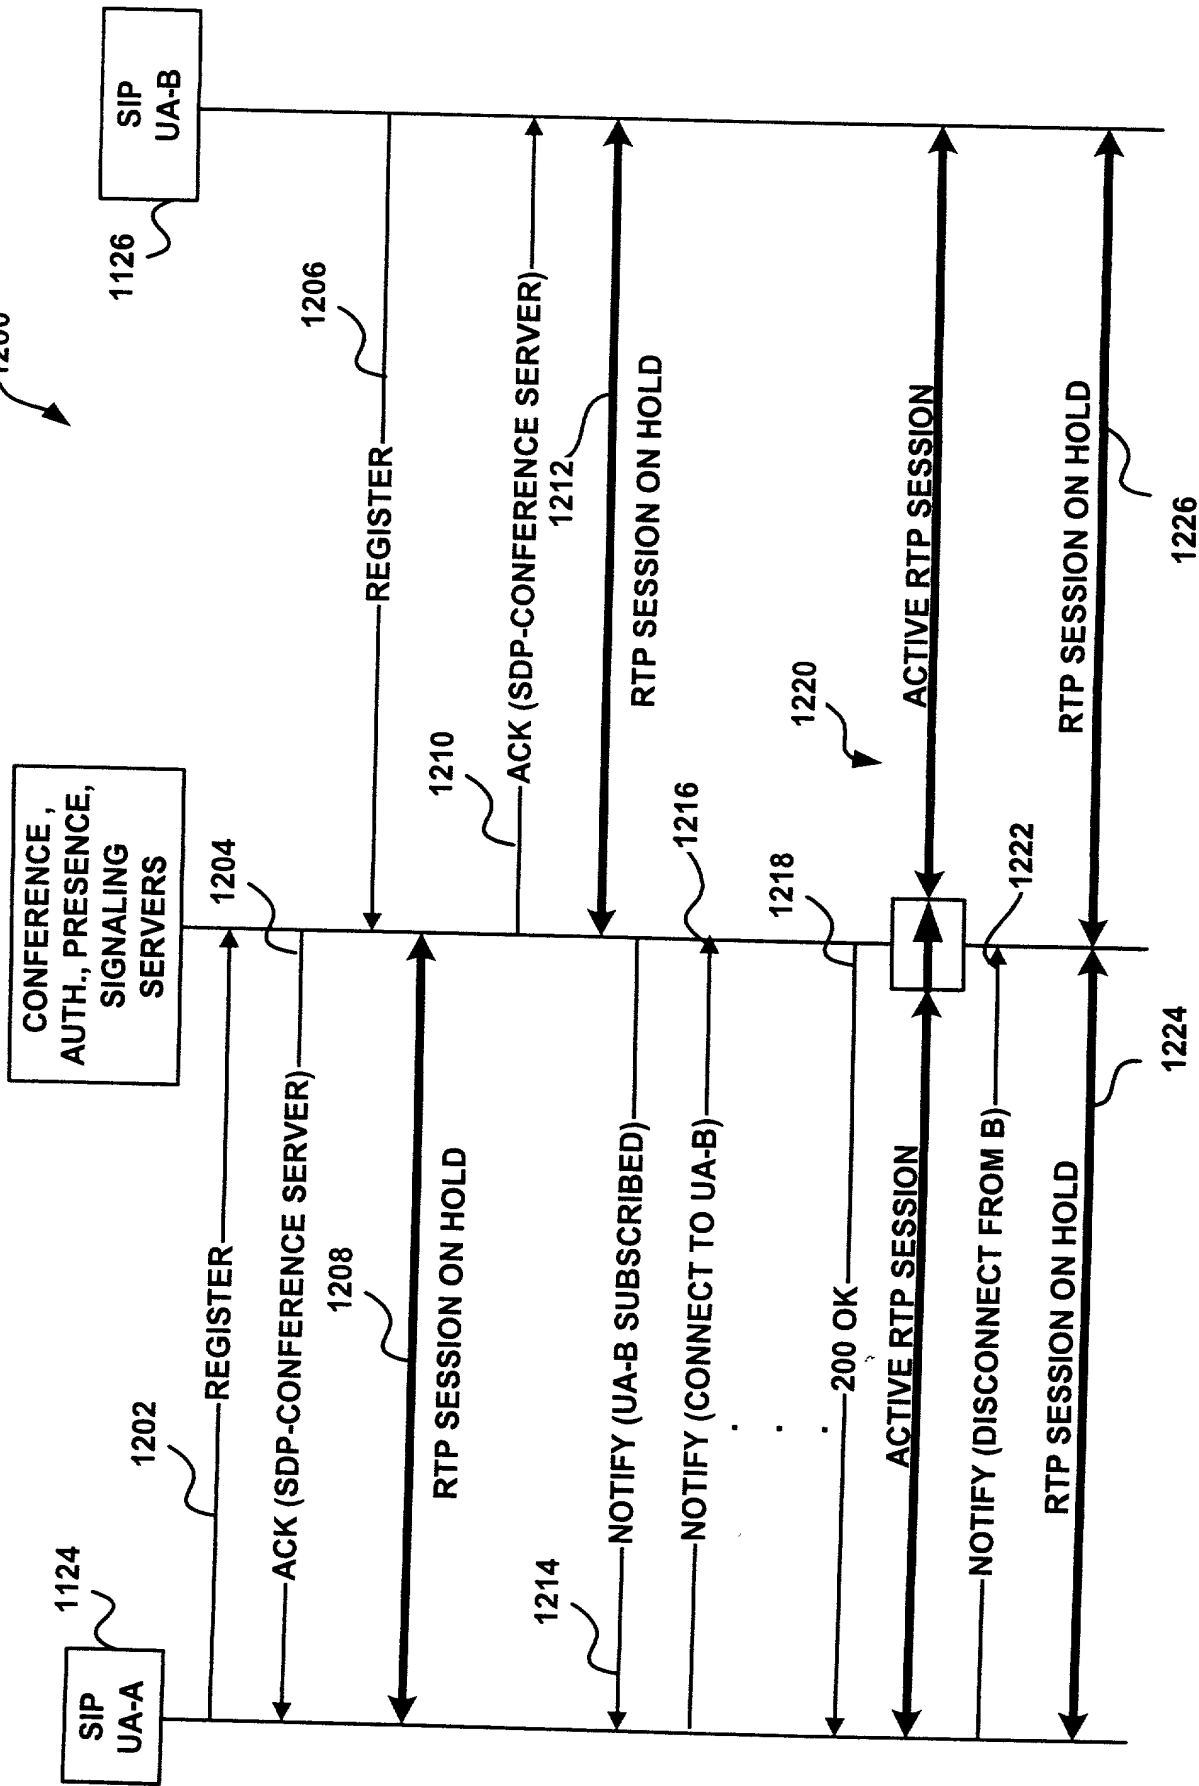 SIP
UA-A
1124
CONFERENCE ,
AUTH., PRESENCE,
SIGNALING
SERVERS
SIP
UA-B
1126
1202
REGISTER
1204
ACK (SDP-CONFERENCE SERVER)
1206
REGISTER
1208
RTP SESSION ON HOLD
1210
ACK (SDP-CONFERENCE SERVER)
1212
RTP SESSION ON HOLD
1214
NOTIFY (UA-B SUBSCRIBED)
1216
NOTIFY (CONNECT TO UA-B)
. . .
1218
200 OK
1220
ACTIVE RTP SESSION
ACTIVE RTP SESSION
1222
NOTIFY (DISCONNECT FROM B)
RTP SESSION ON HOLD
1224
RTP SESSION ON HOLD
1226